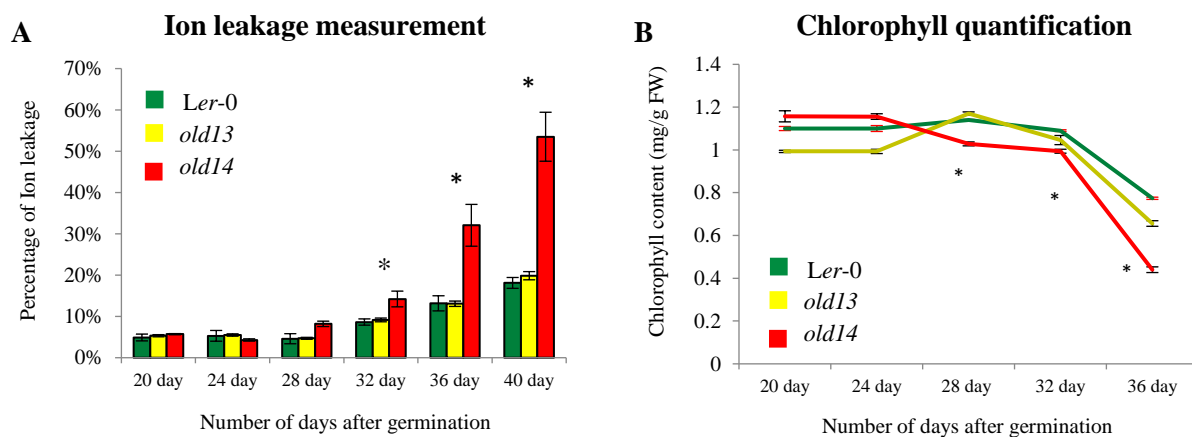 A
Ion leakage measurement
Percentage of Ion leakage
70%
60%
50%
40%
30%
20%
10%
0%
Ler-0
old13
old14
*
*
*
20 day 24 day 28 day 32 day 36 day 40 day
Number of days after germination
B
Chlorophyll quantification
Chlorophyll content (mg/g FW)
1.4
1.2
1
0.8
0.6
0.4
0.2
0
*
*
*
Ler-0
old13
old14
20 day 24 day 28 day 32 day 36 day
Number of days after germination